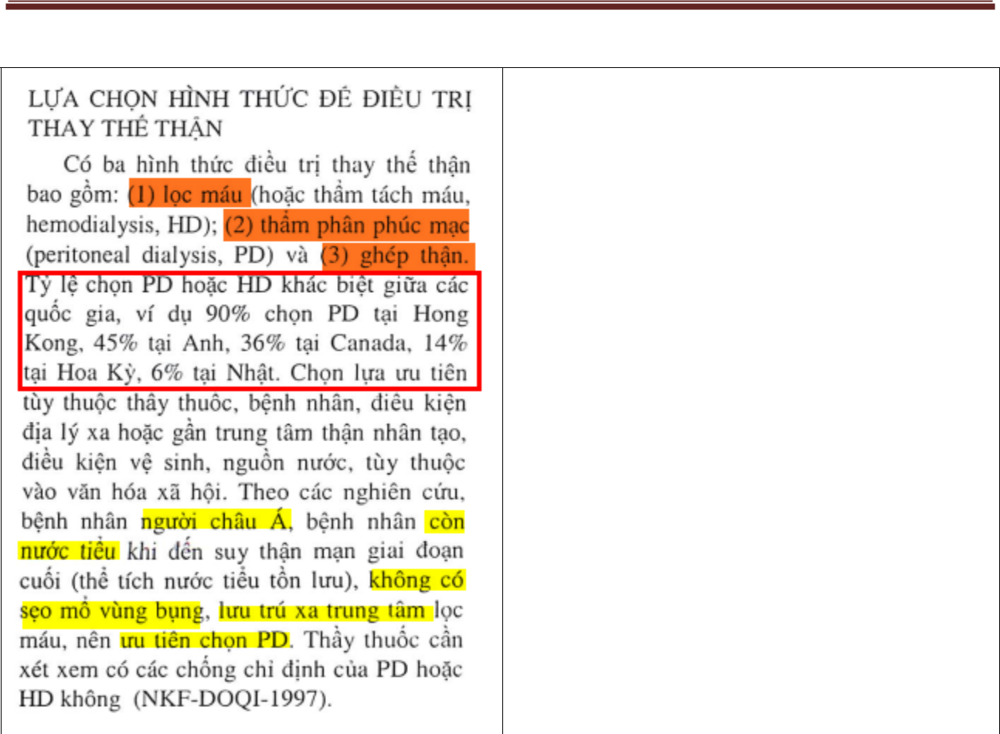 LỰA CHỌN HÌNH THỨC ĐỂ ĐIỀU TRỊ
THAY THẾ THẬN
Có ba hình thức điều trị thay thế thận
bao gồm: (1) lọc máu (hoặc thẩm tách máu,
hemodialysis, HD); (2) thẩm phân phúc mạc
(peritoneal dialysis, PD) và (3) ghép thận.
Tỷ lệ chọn PD hoặc HD khác biệt giữa các
quốc gia, ví dụ 90% chọn PD tại Hong
Kong, 45% tại Anh, 36% tại Canada, 14%
tại Hoa Kỳ, 6% tại Nhật. Chọn lựa ưu tiên
tùy thuộc thầy thuốc, bệnh nhân, điều kiện
địa lý xa hoặc gần trung tâm thận nhân tạo,
điều kiện vệ sinh, nguồn nước, tùy thuộc
vào văn hóa xã hội. Theo các nghiên cứu,
bệnh nhân người châu Á, bệnh nhân còn
nước tiểu khi đến suy thận mạn giai đoạn
cuối (thể tích nước tiểu tồn lưu), không có
sẹo mổ vùng bụng, lưu trú xa trung tâm lọc
máu, nên ưu tiên chọn PD. Thầy thuốc cần
xét xem có các chống chỉ định của PD hoặc
HD không (NKF-DOQI-1997).